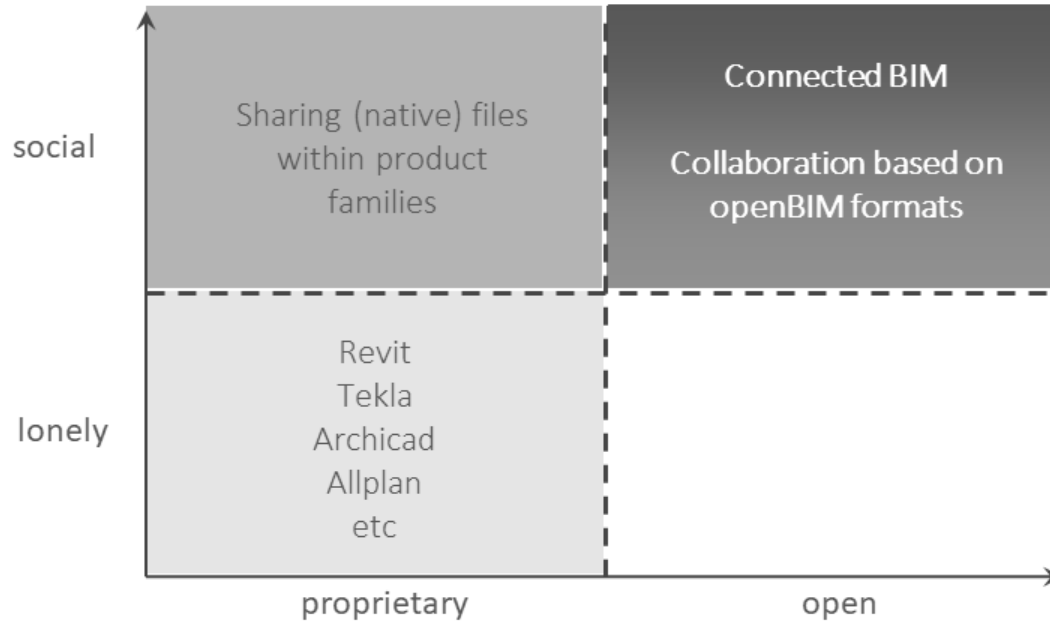 social
Sharing (native) files
within product
families
Connected BIM
Collaboration based on
openBIM formats
lonely
Revit
Tekla
Archicad
Allplan
etc
proprietary
open